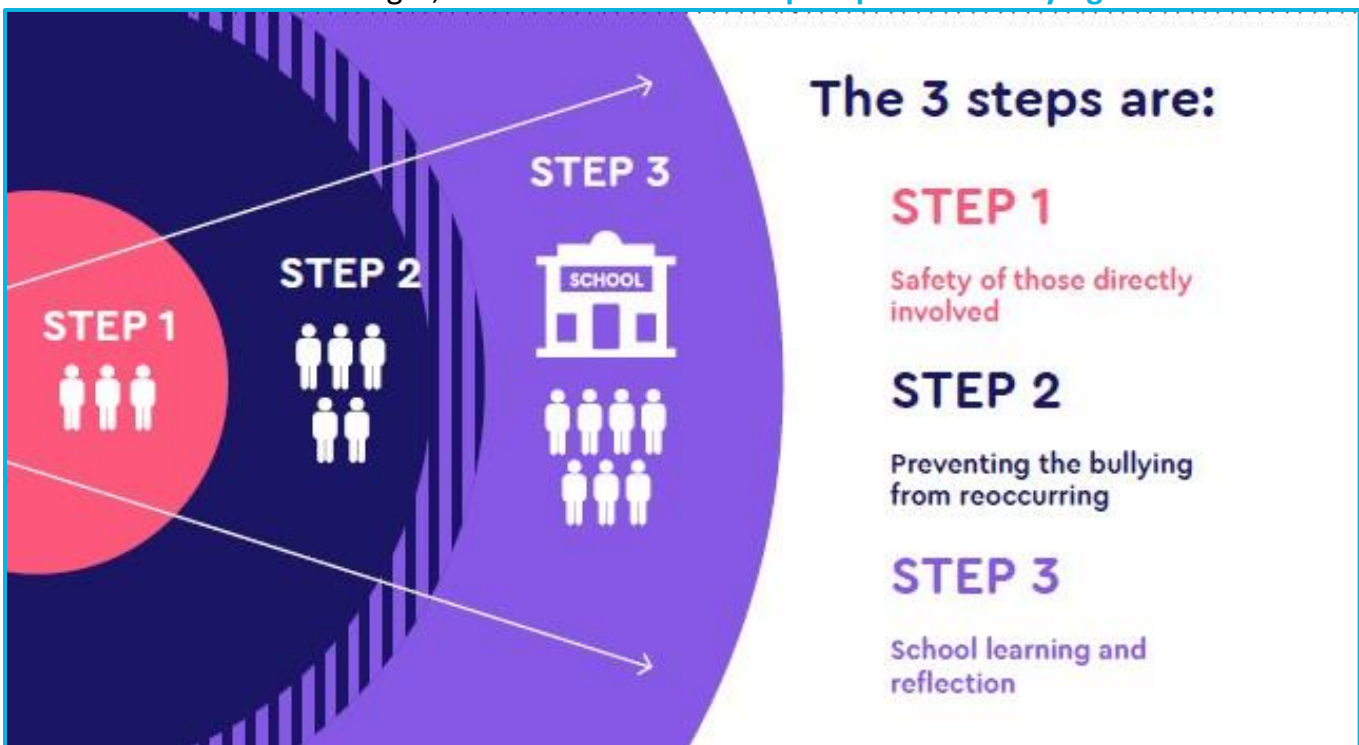 STEP 1
STEP 2
STEP 3
SCHOOL
The 3 steps are:
STEP 1
Safety of those directly
involved
STEP 2
Preventing the bullying
from reoccurring
STEP 3
School learning and
reflection